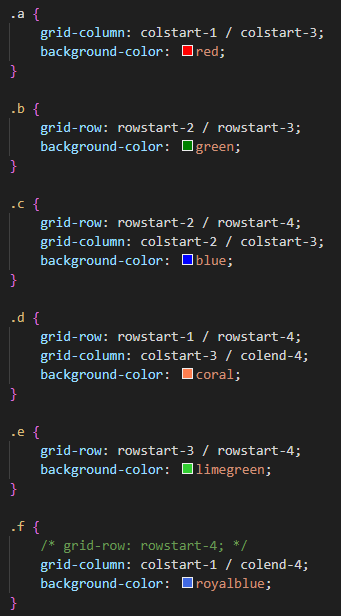 .a {
grid-column: colstart-1 / colstart-3;
background-color: red;
}
.b {
grid-row: rowstart-2 / rowstart-3;
background-color: green;
}
.c {
grid-row: rowstart-2 / rowstart-4;
grid-column: colstart-2 / colstart-3;
background-color: blue;
}
.d {
grid-row: rowstart-1 / rowstart-4;
grid-column: colstart-3 / colend-4;
background-color: coral;
}
.e {
grid-row: rowstart-3 / rowstart-4;
background-color: limegreen;
}
.f {
/* grid-row: rowstart-4; */
grid-column: colstart-1 / colend-4;
background-color: royalblue;
}